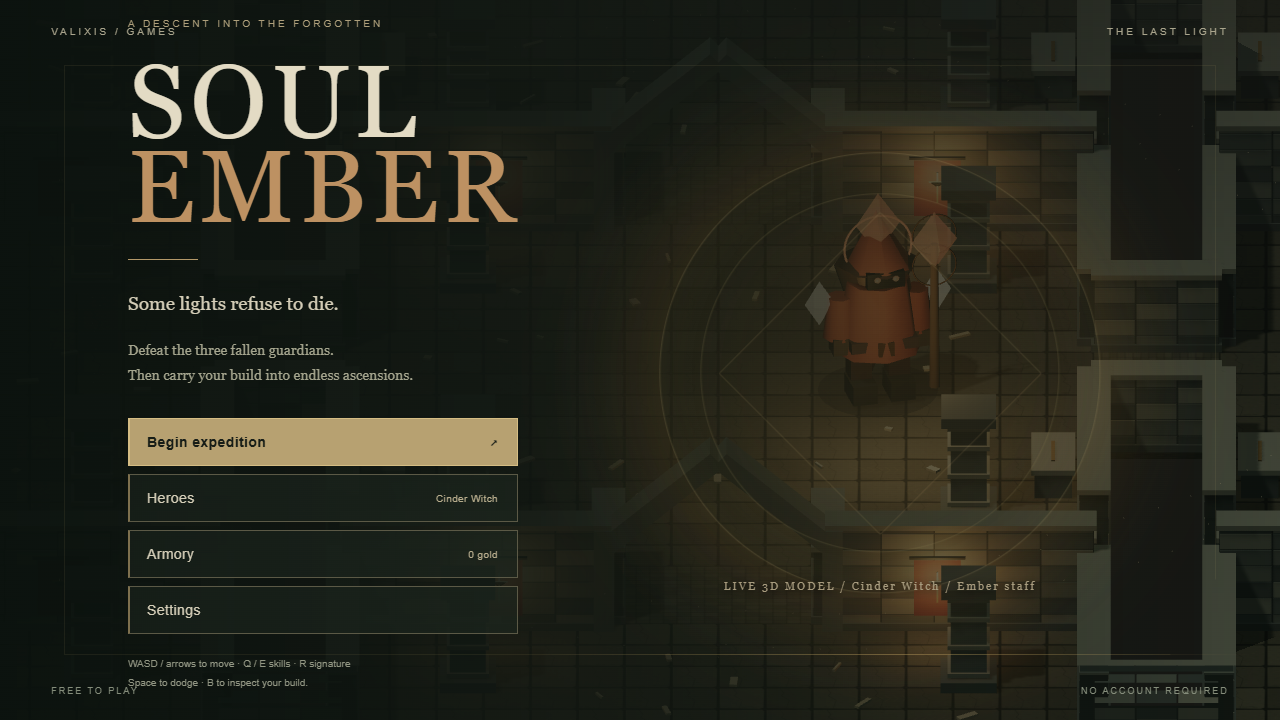 A DESCENT INTO THE FORGOTTEN
VALIXIS / GAMES
THE LAST LIGHT
SOUL
EMBER
Some lights refuse to die.
Defeat the three fallen guardians.
Then carry your build into endless ascensions.
Begin expedition ↗
Heroes Cinder Witch
Armory 0 gold
Settings
LIVE 3D MODEL / Cinder Witch / Ember staff
WASD / arrows to move · Q / E skills · R signature
Space to dodge · B to inspect your build.
FREE TO PLAY
NO ACCOUNT REQUIRED